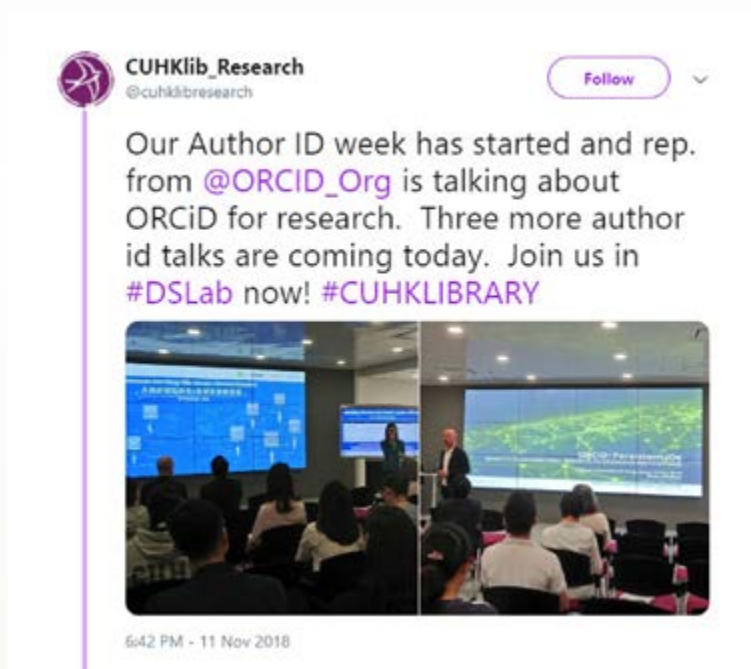 CUHKlib_Research
@cuhklibresearch
Follow
Our Author ID week has started and rep.
from @ORCID_Org is talking about
ORCiD for research.  Three more author
id talks are coming today.  Join us in
#DSLab now! #CUHKLIBRARY
6:42 PM - 11 Nov 2018